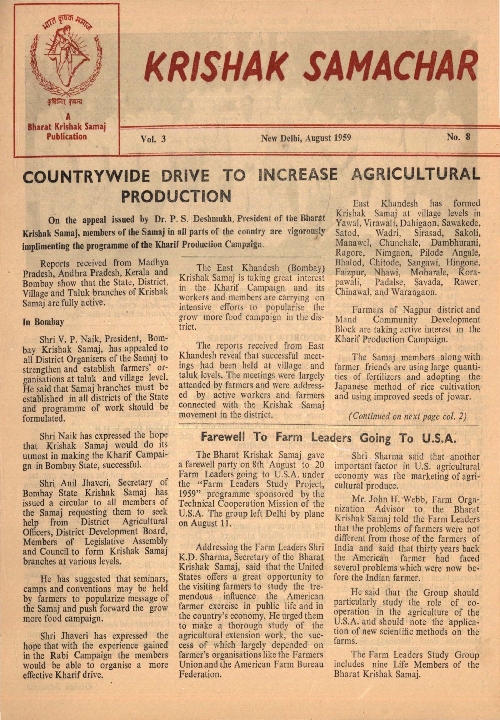 भारत कृषक समाज
कृषितो धन्यः
A
Bharat Krishak Samaj
Publication
KRISHAK SAMACHAR
Vol. 3
New Delhi, August 1959
No. 8
COUNTRYWIDE DRIVE TO INCREASE AGRICULTURAL
PRODUCTION
On the appeal issued by Dr. P. S. Deshmukh, President of the Bharat
Krishak Samaj, members of the Samaj in all parts of the country are vigorously
implimenting the programme of the Kharif Production Campaign.
Reports received from Madhya
Pradesh, Andhra Pradesh, Kerala and
Bombay show that the State, District,
Village and Taluk branches of Krishak
Samaj are fully active.
In Bombay
Shri V. P. Naik, President, Bom-
bay Krishak Samaj, has appealed to
all District Organisers of the Samaj to
strengthen and establish farmers' or-
ganisations at taluk and village level.
He said that Samaj branches must be
established in all districts of the State
and programme of work should be
formulated.
Shri Naik has expressed the hope
that Krishak Samaj would do its
utmost in making the Kharif Campai-
gn in Bombay State, successful.
Shri Anil Jhaveri, Secretary of
Bombay State Krishak Samaj has
issued a circular to all members of
the Samaj requesting them to seek
help from District Agricultural
Officers, District Development Board,
Members of Legislative Assembly
and Council to form Krishak Samaj
branches at various levels.
He has suggested that seminars,
camps and conventions may be held
by farmers to popularize message of
the Samaj and push forward the grow
more food campaign.
Shri Jhaveri has expressed the
hope that with the experience gained
in the Rabi Campaign the members
would be able to organise a more
effective Kharif drive.
The East Khandesh (Bombay)
Krishak Samaj is taking great interest
in the Kharif Campaign and its
workers and members are carrying on
intensive efforts to popularise the
grow more food campaign in the dis-
trict.
The reports received from East
Khandesh reveal that successful meet-
ings had been held at village and
taluk levels. The meetings were largely
attended by farmers and were address-
ed by active workers and farmers
connected with the Krishak Samaj
movement in the district.
East Khandesh has formed
Krishak Samaj at village levels in
Yawal, Virawali, Dahigaon, Sawakede,
Satod, Wadri, Sirasad, Sakoli,
Manawel, Chunchale, Dambhurani,
Ragore, Nimgaon, Pilode Angule,
Bhalod, Chitode, Sangawi, Hingone,
Faizpur, Nhawi, Moharale, Kora-
pawali, Padalse, Savada, Rawer,
Chinawal, and Warangaon.
Farmars of Nagpur district and
Mand Community Development
Block are taking active interest in the
Kharif Production Campaign.
The Samaj members along with
farmer friends are using large quanti-
ties of fertilizers and adopting the
Japanese method of rice cultivation
and using improved seeds of jowar.
(Continued on next page col. 2)
Farewell To Farm Leaders Going To U.S.A.
The Bharat Krishak Samaj gave
a farewell party on 8th August to 20
Farm Leaders going to U.S.A. under
the "Farm Leaders Study Project,
1959" programme sponsored by the
Technical Cooperation Mission of the
U.S.A. The group left Delhi by plane
on August 11.
Addressing the Farm Leaders Shri
K.D. Sharma, Secretary of the Bharat
Krishak Samaj, said that the United
States offers a great opportunity to
the visiting farmers to study the tre-
mendous influence the American
farmer exercise in public life and in
the country's economy. He urged them
to make a thorough study of the
agricultural extension work, the suc-
cess of which largely depended on
farmer's organisations like the Farmers
Union and the American Farm Bureau
Federation.
Shri Sharma said that another
important factor in U.S. agricultural
economy was the marketing of agri-
cultural produce.
Mr. John H. Webb, Farm Orga-
nization Advisor to the Bharat
Krishak Samaj told the Farm Leaders
that the problems of farmers were not
different from those of the farmers of
India and said that thirty years back
the American farmer had faced
several problems which were now be-
fore the Indian farmer.
He said that the Group should
particularly study the role of co-
operation in the agriculture of the
U.S.A. and should note the applica-
tion of new scientific methods on the
farms.
The Farm Leaders Study Group
includes nine Life Members of the
Bharat Krishak Samaj.